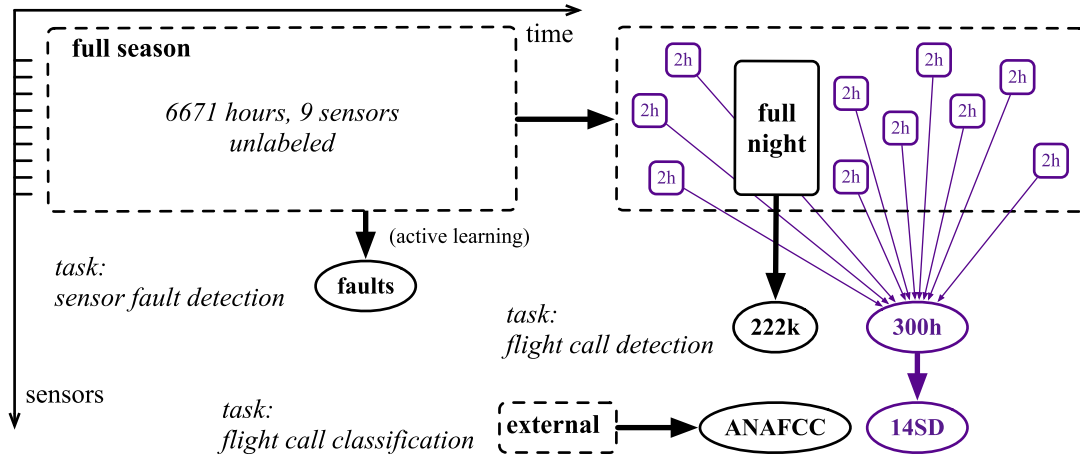 time
full season
6671 hours, 9 sensors
unlabeled
2h
2h
2h
full
night
2h
2h
2h
2h
2h
2h
2h
(active learning)
task:
sensor fault detection
faults
task:
flight call detection
222k
300h
sensors
task:
flight call classification
external
ANAFCC
14SD